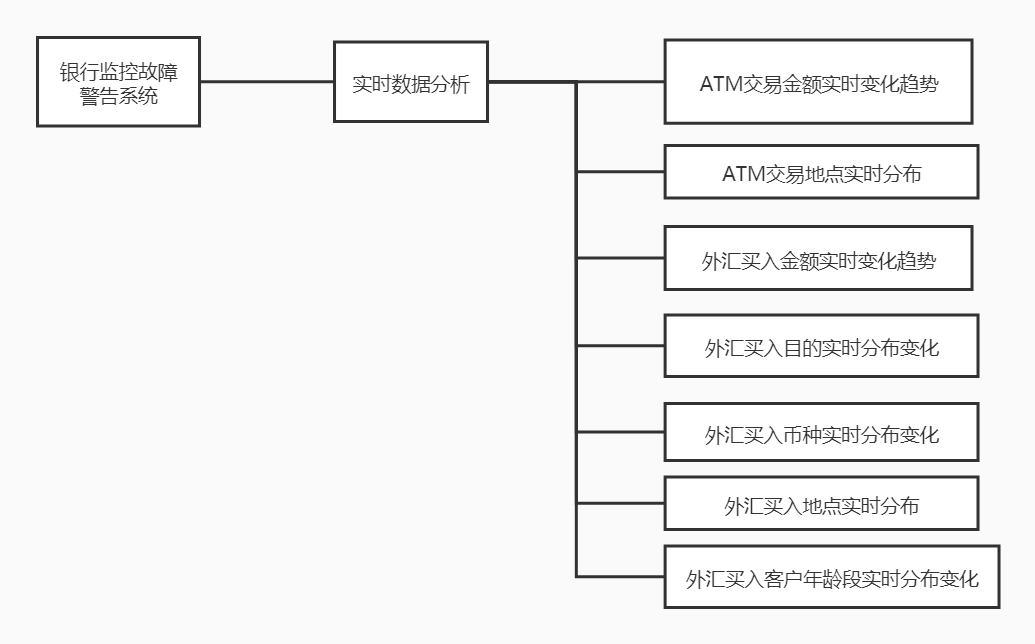 银行监控故障
警告系统
实时数据分析
ATM交易金额实时变化趋势
ATM交易地点实时分布
外汇买入金额实时变化趋势
外汇买入目的实时分布变化
外汇买入币种实时分布变化
外汇买入地点实时分布
外汇买入客户年龄段实时分布变化